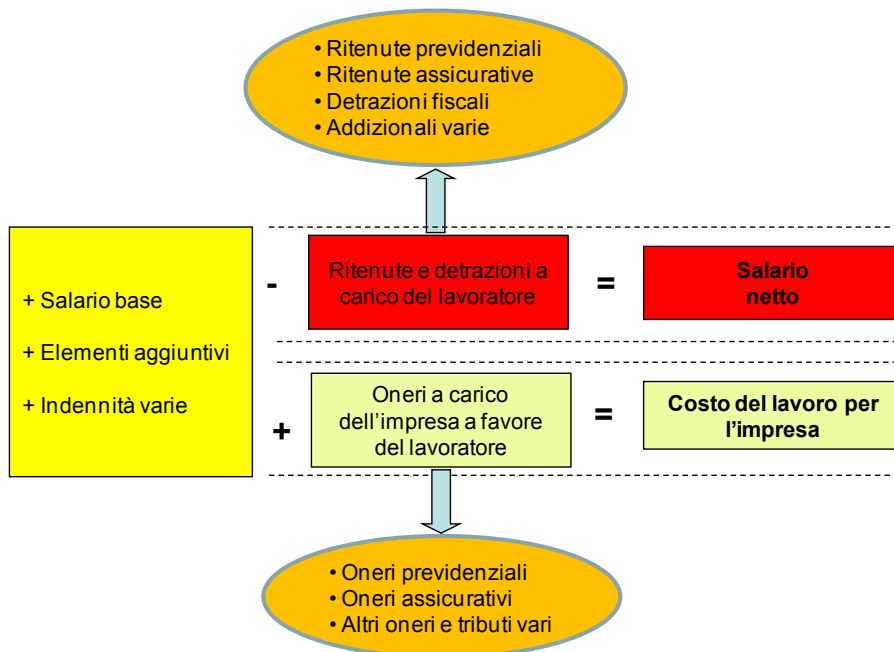 • Ritenute previdenziali
• Ritenute assicurative
• Detrazioni fiscali
• Addizionali varie
+ Salario base
+ Elementi aggiuntivi
+ Indennità varie
-
Ritenute e detrazioni a
carico del lavoratore
=
Salario
netto
+
Oneri a carico
dell'impresa a favore
del lavoratore
=
Costo del lavoro per
l'impresa
• Oneri previdenziali
• Oneri assicurativi
• Altri oneri e tributi vari